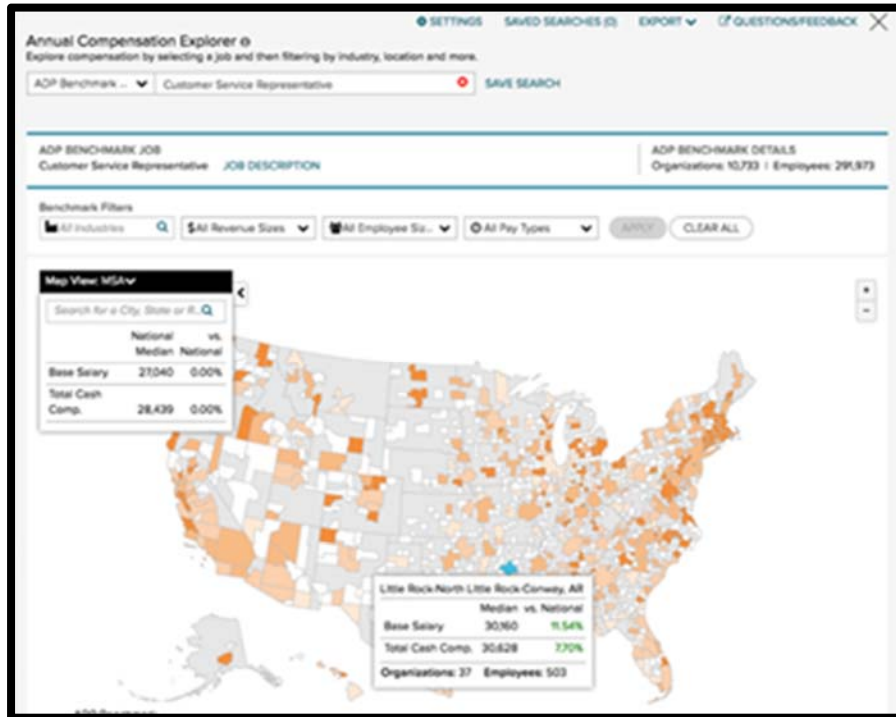 SETTINGS SAVED SEARCHES (0) EXPORT QUESTIONS/FEEDBACK
Annual Compensation Explorer
Explore compensation by selecting a job and then filtering by industry, location and more.
ADP Benchmark ... Customer Service Representative SAVE SEARCH
ADP BENCHMARK JOB
Customer Service Representative JOB DESCRIPTION
ADP BENCHMARK DETAILS
Organizations: 10,733 | Employees: 291,973
Benchmark Filters
All Industries $All Revenue Sizes All Employee Siz... All Pay Types APPLY CLEAR ALL
Map View: MSA
Search for a City, State or R...
National vs.
Median National
Base Salary 27,040 0.00%
Total Cash
Comp. 28,439 0.00%
+
-
Little Rock-North Little Rock-Conway, AR
Median vs. National
Base Salary 30,160 11.54%
Total Cash Comp. 30,628 7.70%
Organizations: 37 Employees: 503